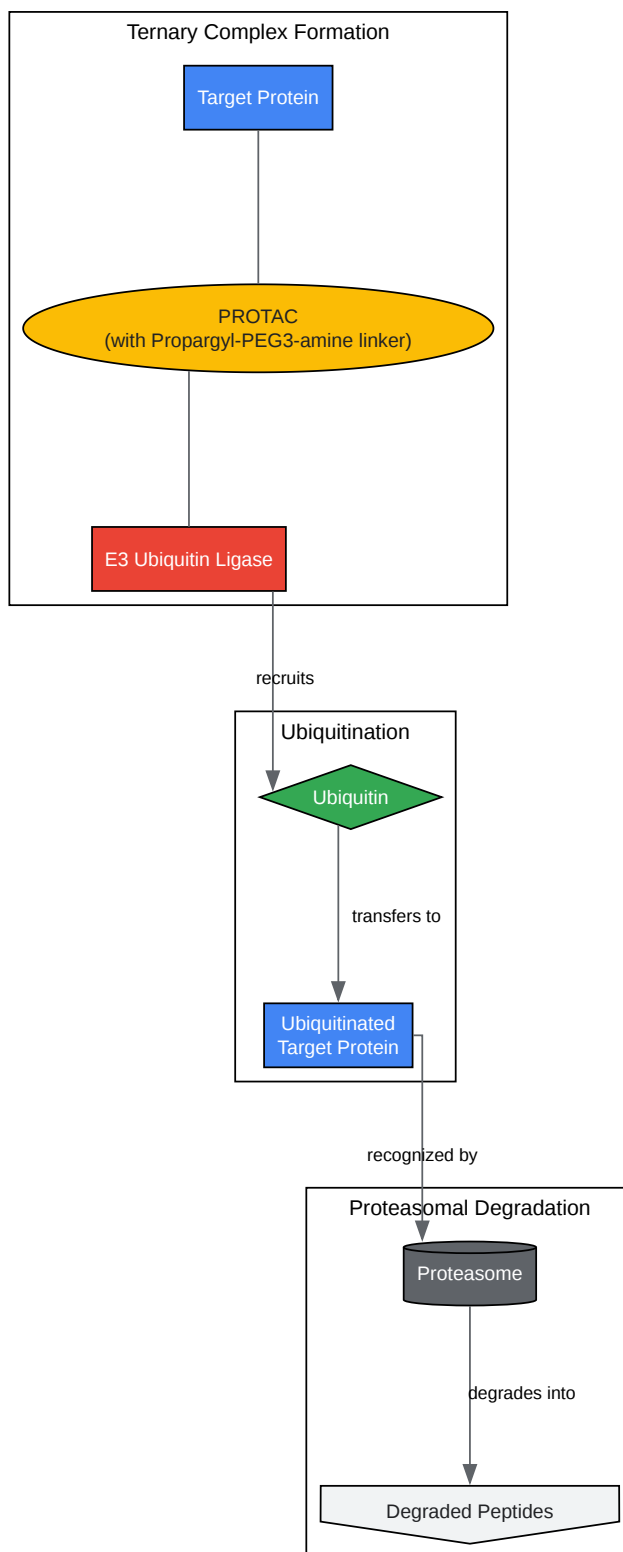 Ternary Complex Formation
Target Protein
PROTAC
(with Propargyl-PEG3-amine linker)
E3 Ubiquitin Ligase
recruits
Ubiquitination
Ubiquitin
transfers to
Ubiquitinated
Target Protein
recognized by
Proteasomal Degradation
Proteasome
degrades into
Degraded Peptides